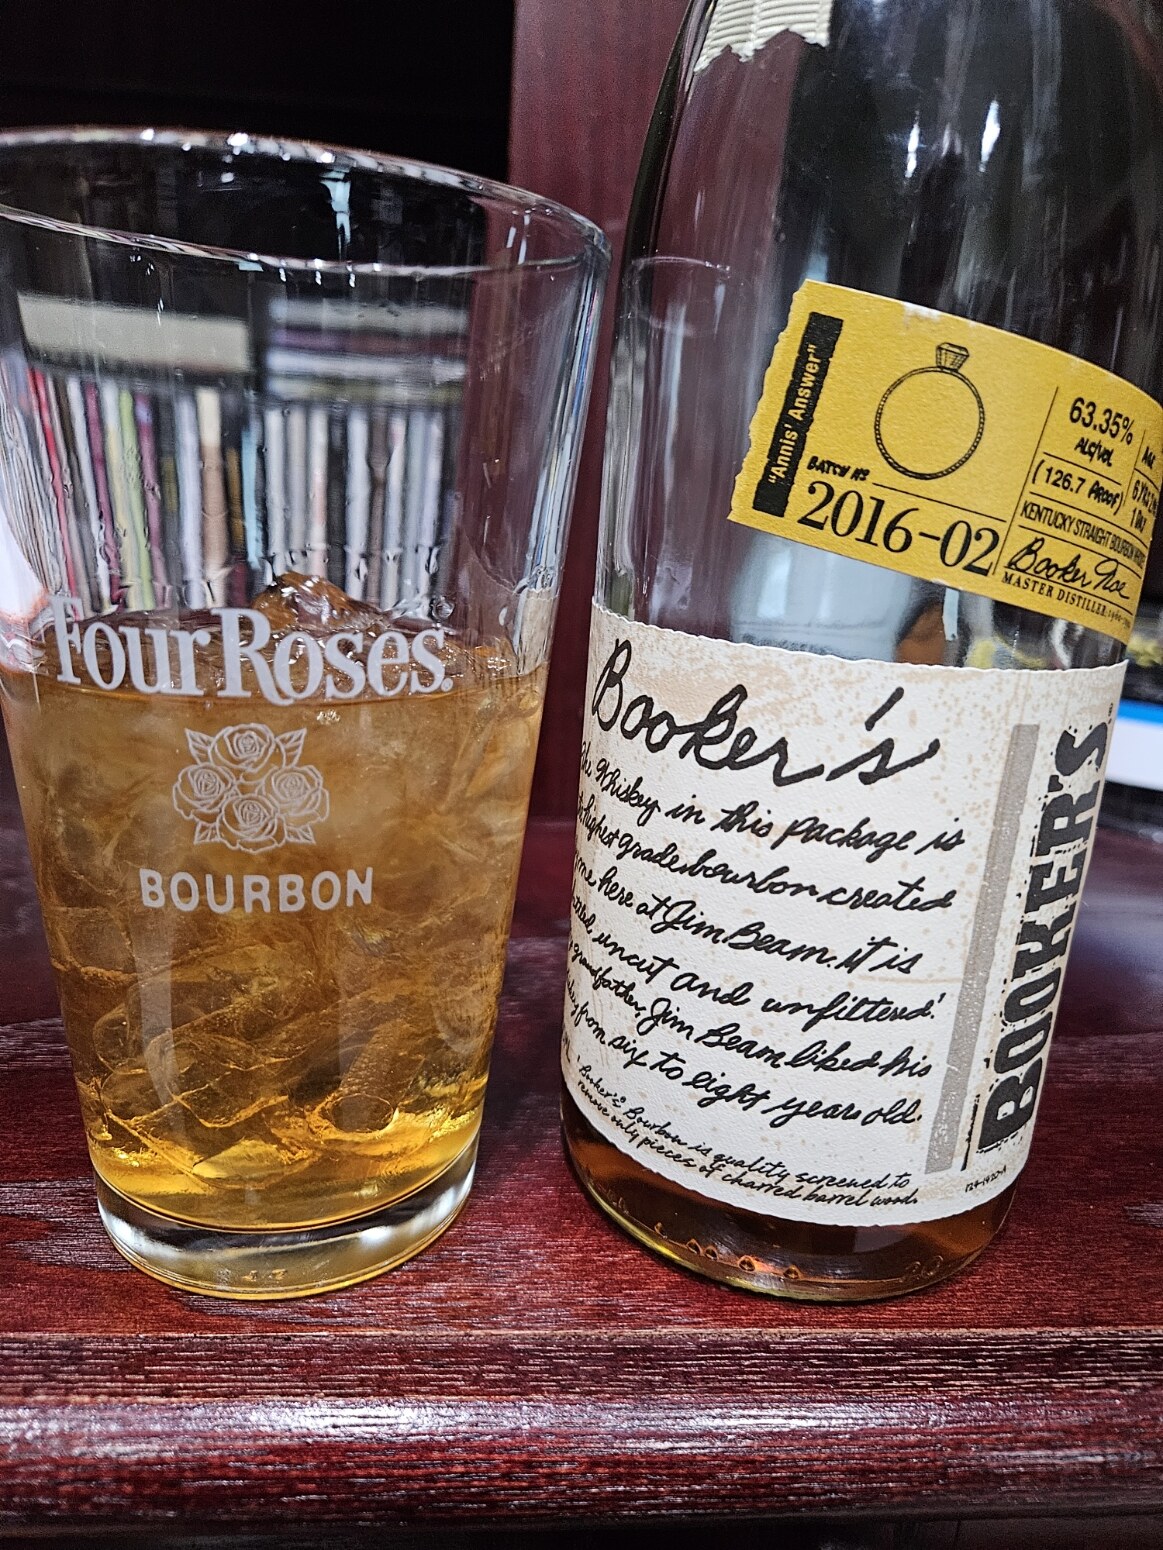 Four Roses.
BOURBON
"Annis' Answer"
BATCH No
2016-02
63.35%
ALC/VOL
(126.7 PROOF)
KENTUCKY STRAIGHT BOURBON WHISKEY
Booker Noe
MASTER DISTILLER
Booker's
The Whiskey in this package is
highest grade bourbon created
me here at Jim Beam. it is
uncut and unfiltered.
grandfather, Jim Beam liked his
from six to eight years old.
Booker's Bourbon is quality screened to
remove only pieces of charred barrel wood.
BOOKER'S